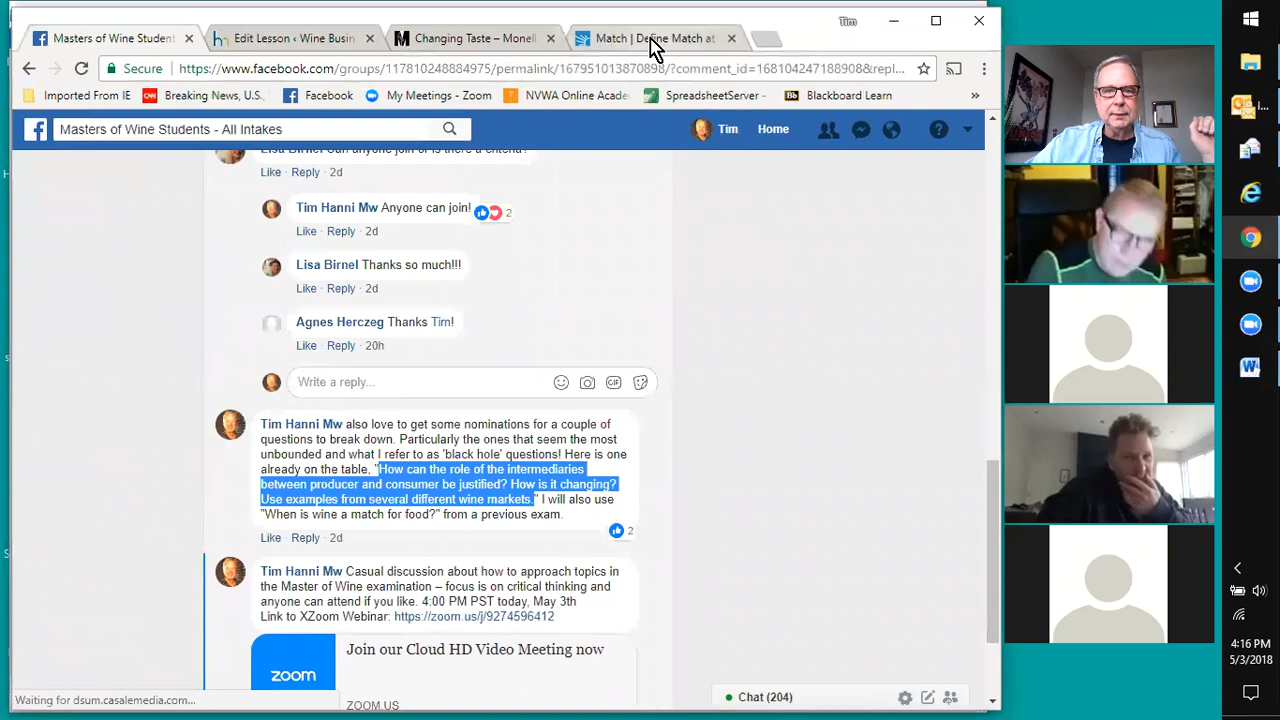 Tim
Masters of Wine Student
Edit Lesson ‹ Wine Busin
Changing Taste – Monell
Match | Define Match at
Secure
https://www.facebook.com/groups/117810248884975/permalink/167951013870898/?comment_id=168104247188908&repl...
Imported From IE
Breaking News, U.S.
Facebook
My Meetings - Zoom
NVWA Online Acade
SpreadsheetServer -
Blackboard Learn
»
Masters of Wine Students - All Intakes
Tim
Home
Lisa Birnel Can anyone join or is there a criteria?
Like · Reply · 2d
Tim Hanni Mw Anyone can join! 2
Like · Reply · 2d
Lisa Birnel Thanks so much!!!
Like · Reply · 2d
Agnes Herczeg Thanks Tim!
Like · Reply · 20h
Write a reply...
GIF
Tim Hanni Mw also love to get some nominations for a couple of
questions to break down. Particularly the ones that seem the most
unbounded and what I refer to as 'black hole' questions! Here is one
already on the table, "How can the role of the intermediaries
between producer and consumer be justified? How is it changing?
Use examples from several different wine markets." I will also use
"When is wine a match for food?" from a previous exam.
2
Like · Reply · 2d
Tim Hanni Mw Casual discussion about how to approach topics in
the Master of Wine examination – focus is on critical thinking and
anyone can attend if you like. 4:00 PM PST today, May 3th
Link to XZoom Webinar: https://zoom.us/j/9274596412
zoom
Join our Cloud HD Video Meeting now
ZOOM.US
Waiting for dsum.casalemedia.com...
Chat (204)
4:16 PM
5/3/2018